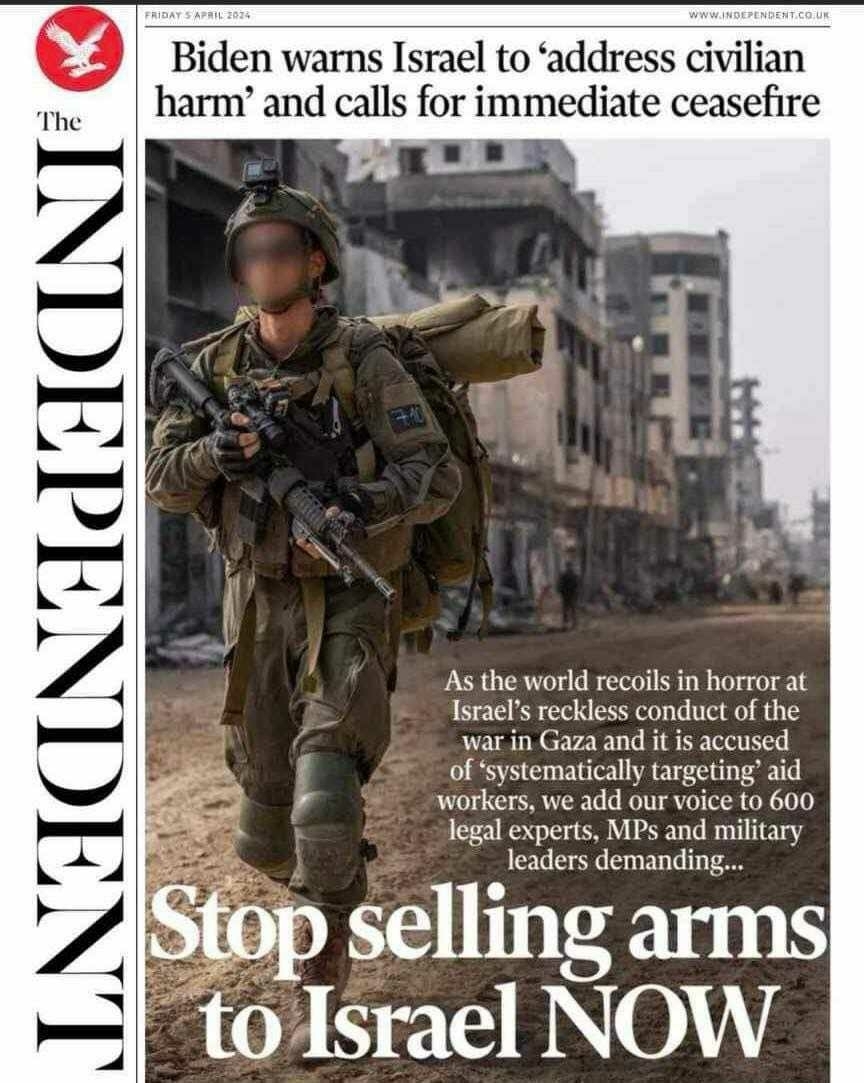 FRIDAY 5 APRIL 2024
WWW.INDEPENDENT.CO.UK
The
INDEPENDENT
Biden warns Israel to ‘address civilian
harm’ and calls for immediate ceasefire
7.10
As the world recoils in horror at
Israel’s reckless conduct of the
war in Gaza and it is accused
of ‘systematically targeting’ aid
workers, we add our voice to 600
legal experts, MPs and military
leaders demanding...
Stop selling arms
to Israel NOW